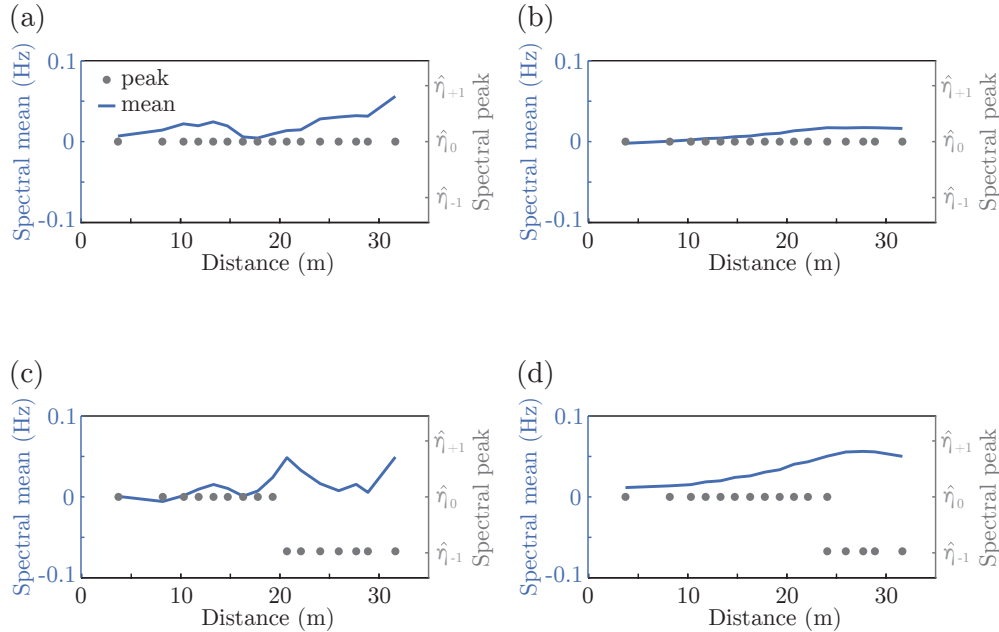 (a)
Spectral mean (Hz)
0.1
0
-0.1
peak
mean
η̂₊₁
η̂₀
η̂₋₁
Spectral peak
0 10 20 30
Distance (m)
(b)
Spectral mean (Hz)
0.1
0
-0.1
η̂₊₁
η̂₀
η̂₋₁
Spectral peak
0 10 20 30
Distance (m)
(c)
Spectral mean (Hz)
0.1
0
-0.1
η̂₊₁
η̂₀
η̂₋₁
Spectral peak
0 10 20 30
Distance (m)
(d)
Spectral mean (Hz)
0.1
0
-0.1
η̂₊₁
η̂₀
η̂₋₁
Spectral peak
0 10 20 30
Distance (m)